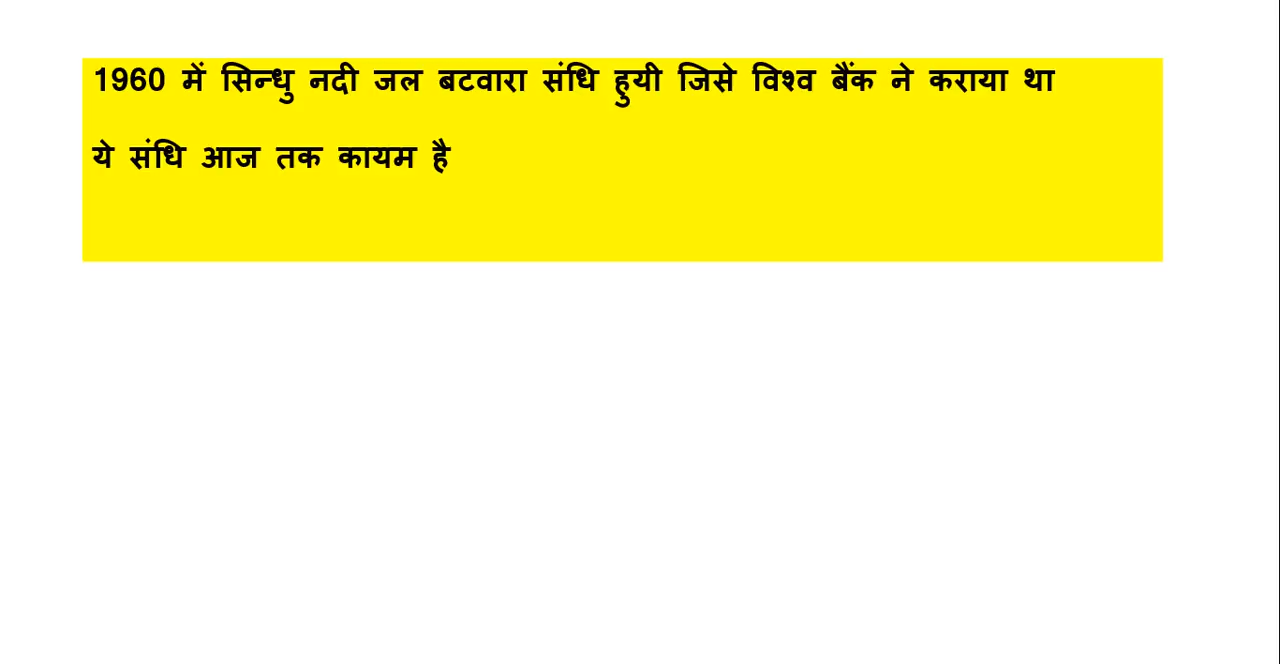 1960 में सिन्धु नदी जल बटवारा संधि हुयी जिसे विश्व बैंक ने कराया था
ये संधि आज तक कायम है